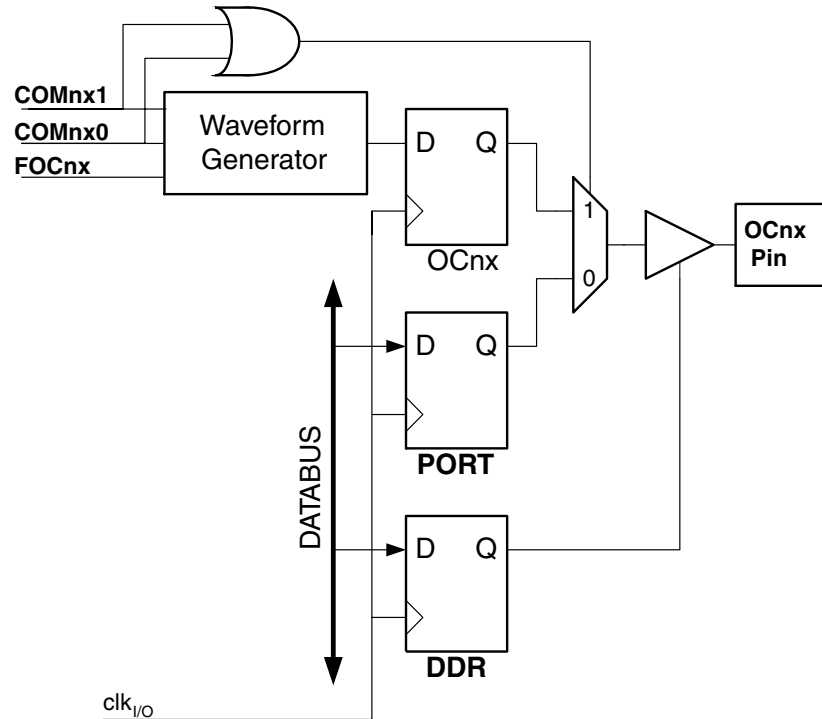 COMnx1
COMnx0
FOCnx
Waveform
Generator
D Q
OCnx
1
0
OCnx
Pin
D Q
PORT
DATABUS
D Q
DDR
clkI/O